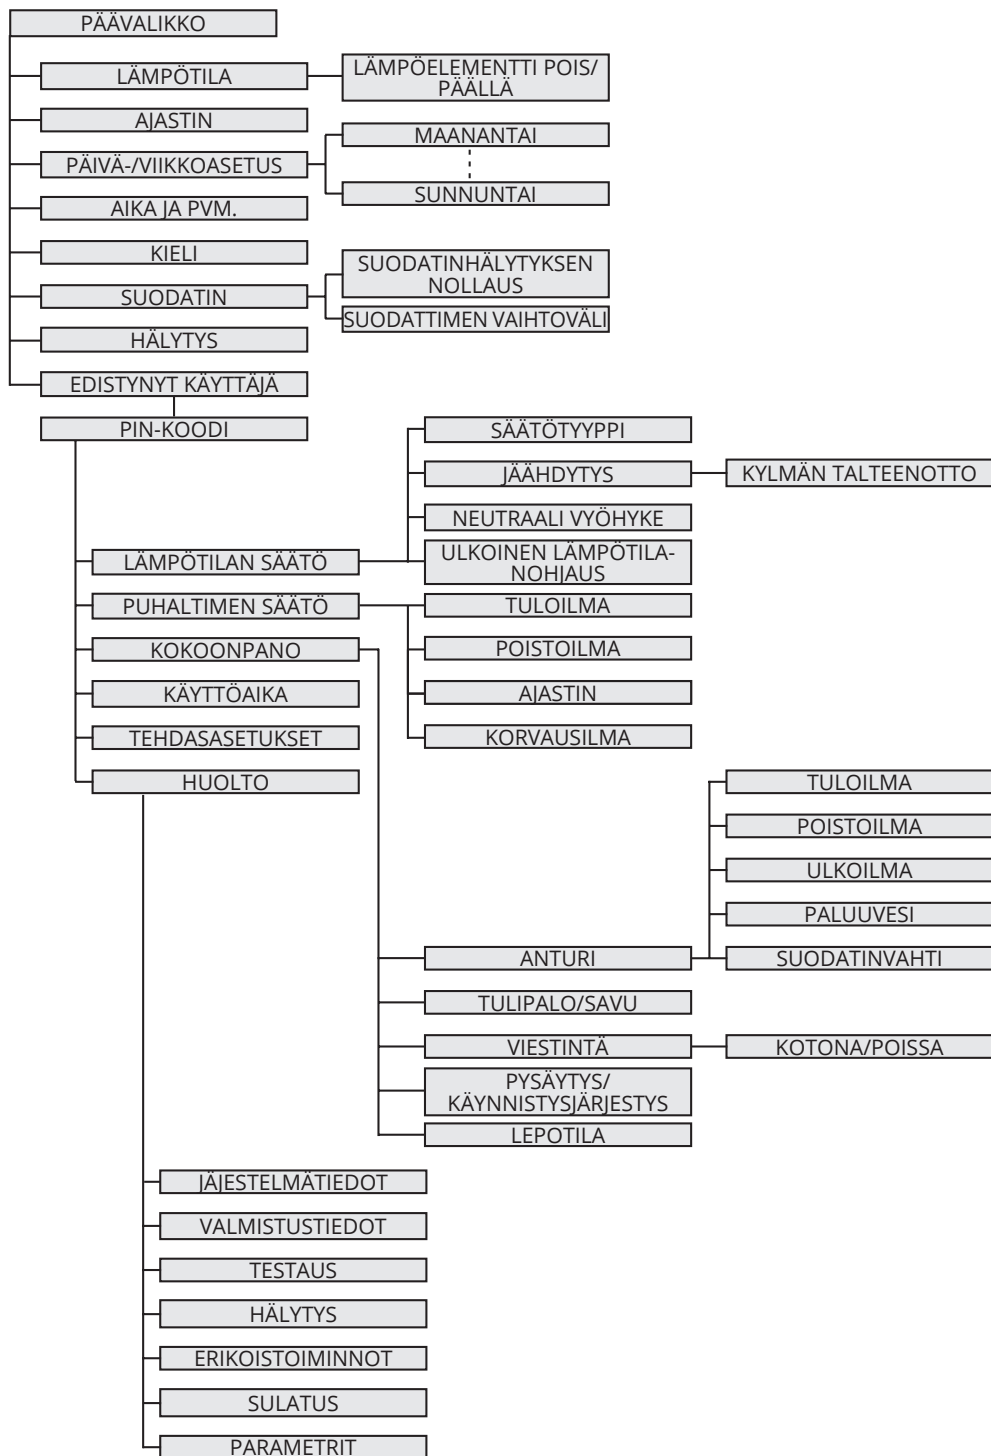 PÄÄVALIKKO
LÄMPÖTILA
LÄMPÖELEMENTTI POIS/
PÄÄLLÄ
AJASTIN
MAANANTAI
PÄIVÄ-/VIIKKOASETUS
SUNNUNTAI
AIKA JA PVM.
KIELI
SUODATINHÄLYTYKSEN
NOLLAUS
SUODATIN
SUODATTIMEN VAIHTOVÄLI
HÄLYTYS
EDISTYNYT KÄYTTÄJÄ
PIN-KOODI
SÄÄTÖTYYPPI
JÄÄHDYTYS
KYLMÄN TALTEENOTTO
NEUTRAALI VYÖHYKE
LÄMPÖTILAN SÄÄTÖ
ULKOINEN LÄMPÖTILA-
NOHJAUS
PUHALTIMEN SÄÄTÖ
TULOILMA
KOKOONPANO
POISTOILMA
KÄYTTÖAIKA
AJASTIN
TEHDASASETUKSET
KORVAUSILMA
HUOLTO
TULOILMA
POISTOILMA
ULKOILMA
PALUUVESI
ANTURI
SUODATINVAHTI
TULIPALO/SAVU
VIESTINTÄ
KOTONA/POISSA
PYSÄYTYS/
KÄYNNISTYSJÄRJESTYS
LEPOTILA
JÄJESTELMÄTIEDOT
VALMISTUSTIEDOT
TESTAUS
HÄLYTYS
ERIKOISTOIMINNOT
SULATUS
PARAMETRIT